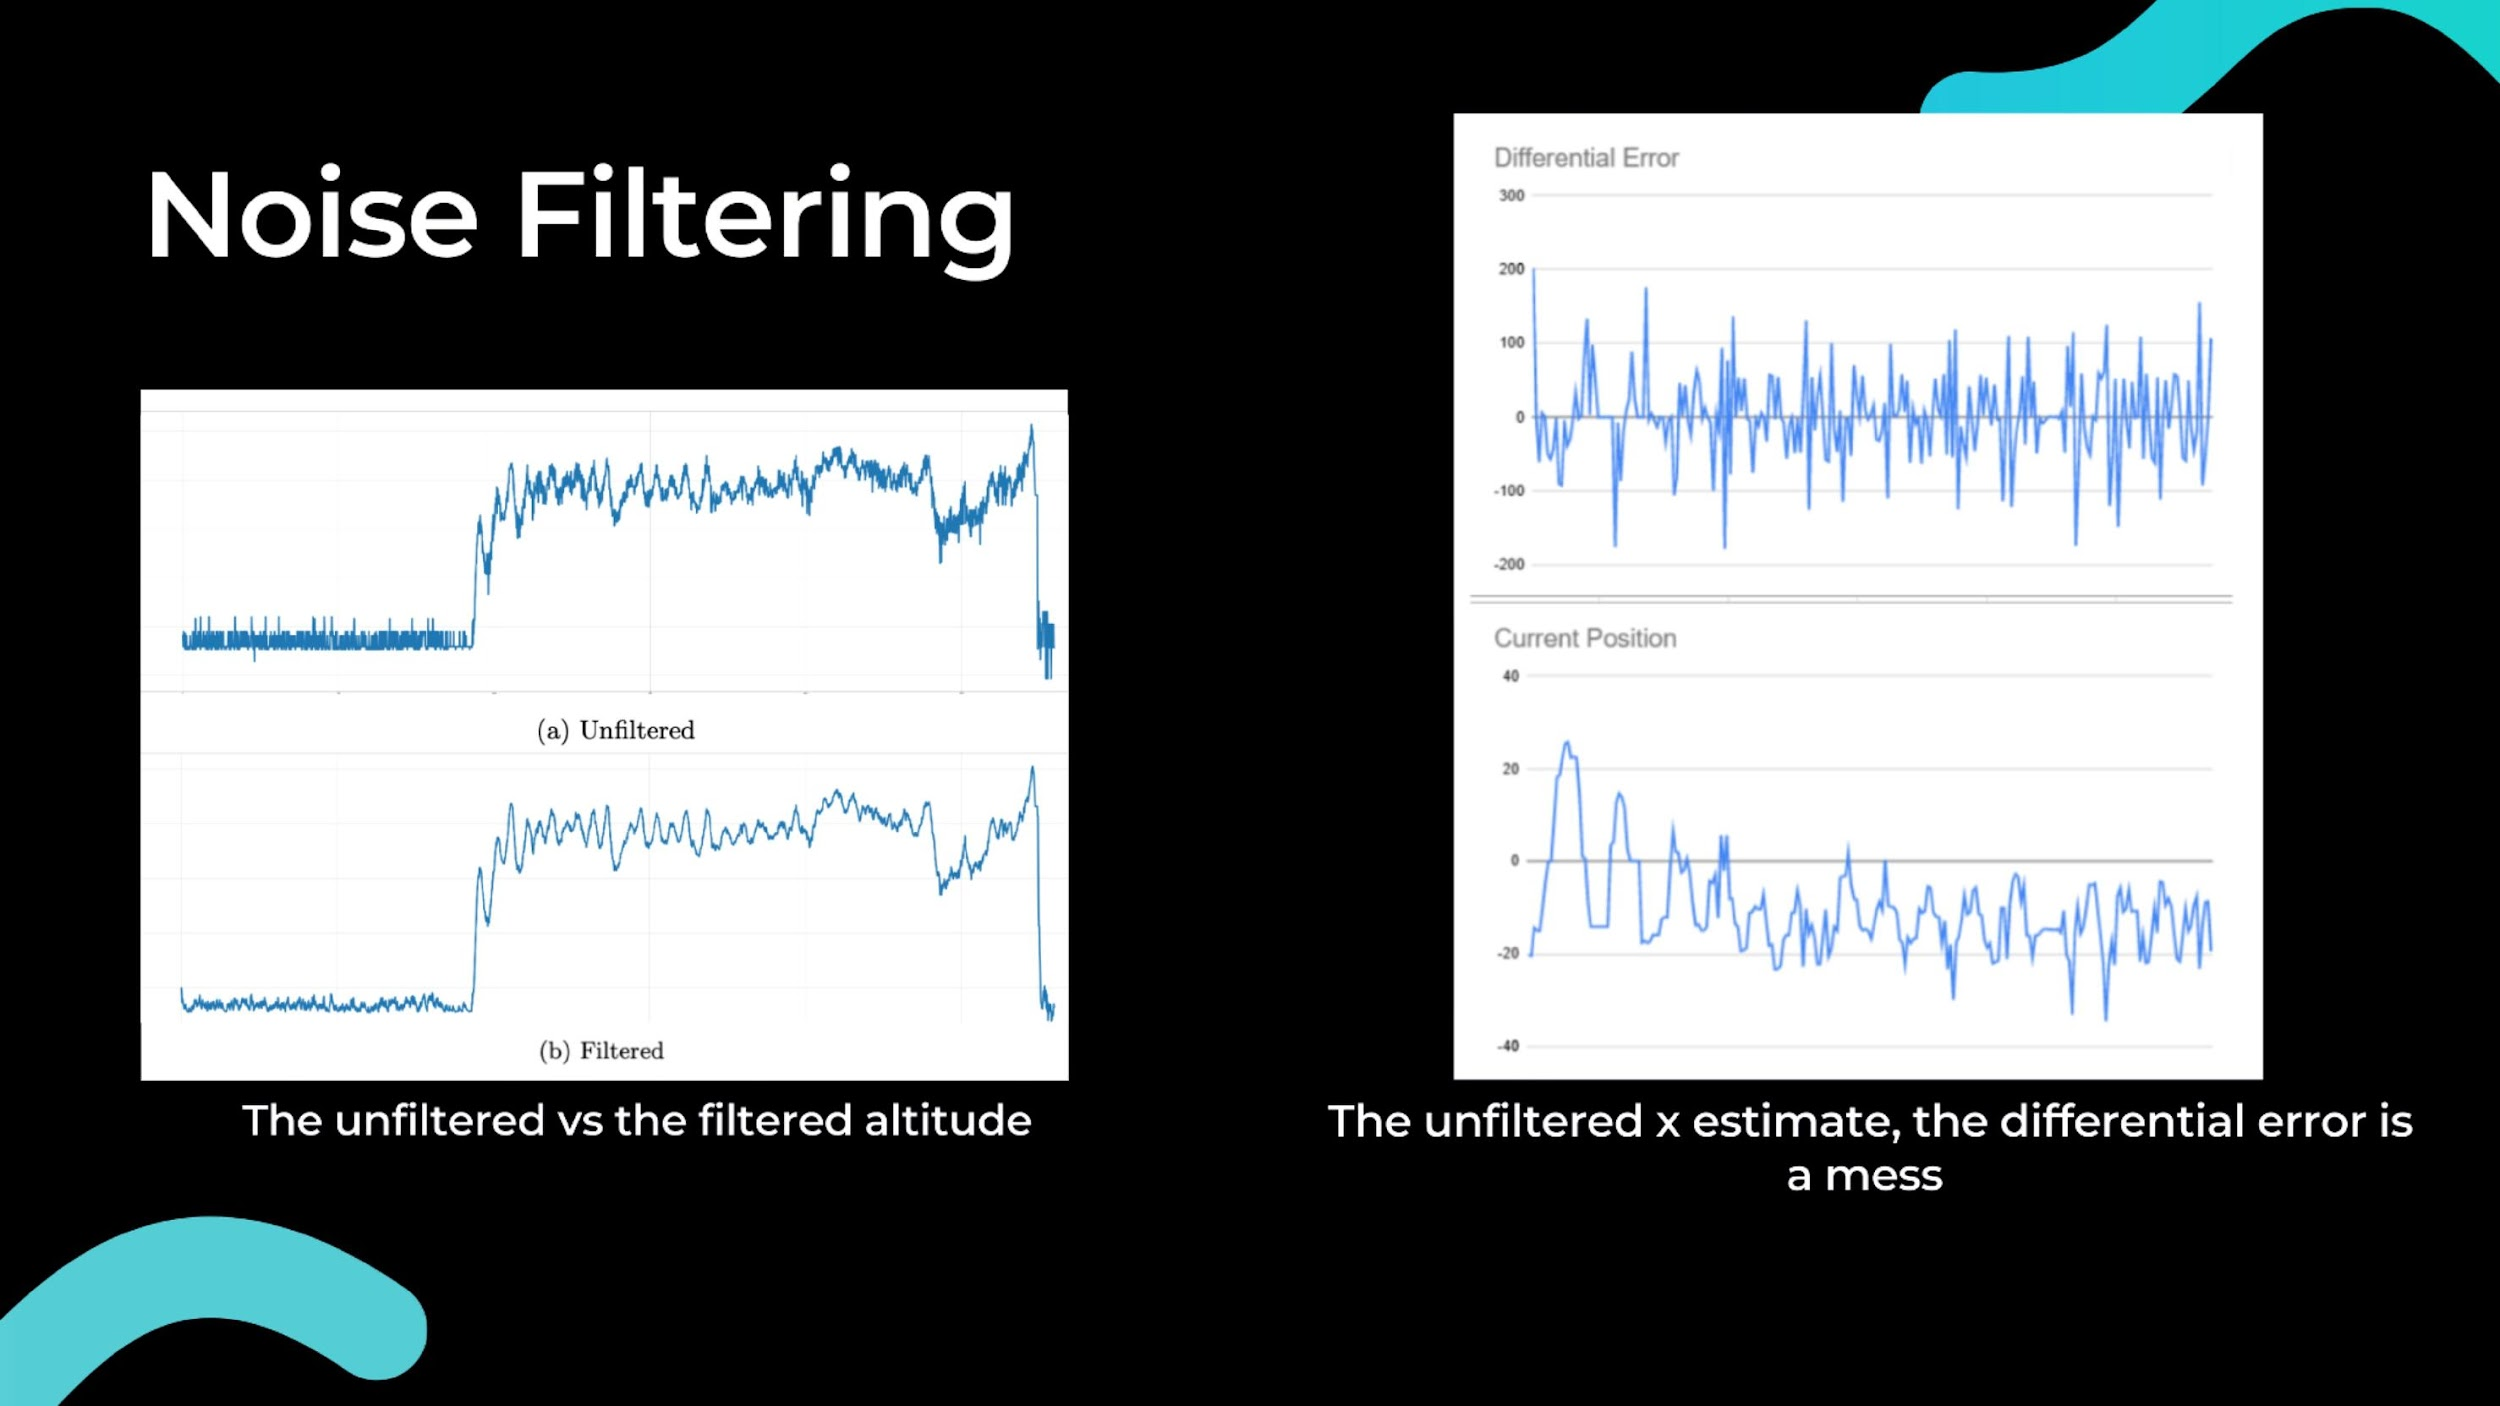 Noise Filtering
(a) Unfiltered
(b) Filtered
The unfiltered vs the filtered altitude
Differential Error
300
200
100
0
-100
-200
Current Position
40
20
0
-20
-40
The unfiltered x estimate, the differential error is
a mess